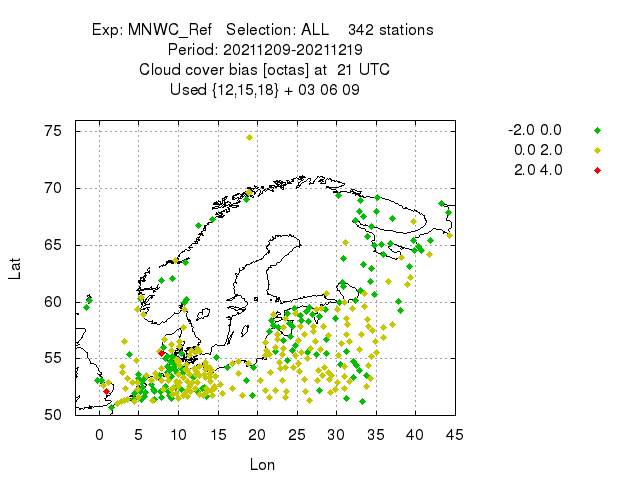 Exp: MNWC_Ref   Selection: ALL    342 stations
Period: 20211209-20211219
Cloud cover bias [octas] at  21 UTC
Used {12,15,18} + 03 06 09
-2.0 0.0
0.0 2.0
2.0 4.0
75
70
65
60
55
50
Lat
0 5 10 15 20 25 30 35 40 45
Lon